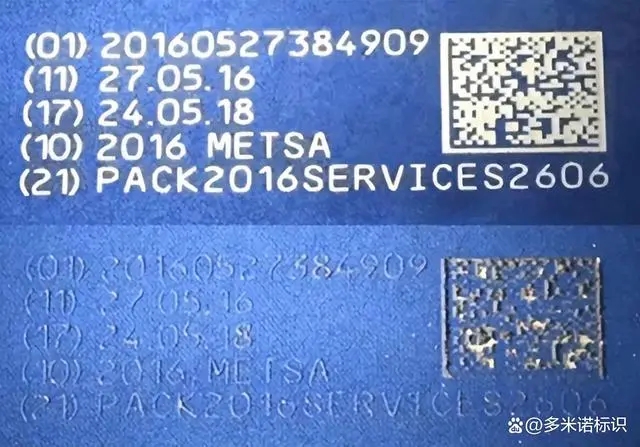 (01) 20160527384909
(11) 27.05.16
(17) 24.05.18
(10) 2016 METSA
(21) PACK2016SERVICES2606
(01) 20160527384909
(11) 27.05.16
(17) 24.05.18
(10) 2016 METSA
(21) PACK2016SERVICES2606
@多米诺标识